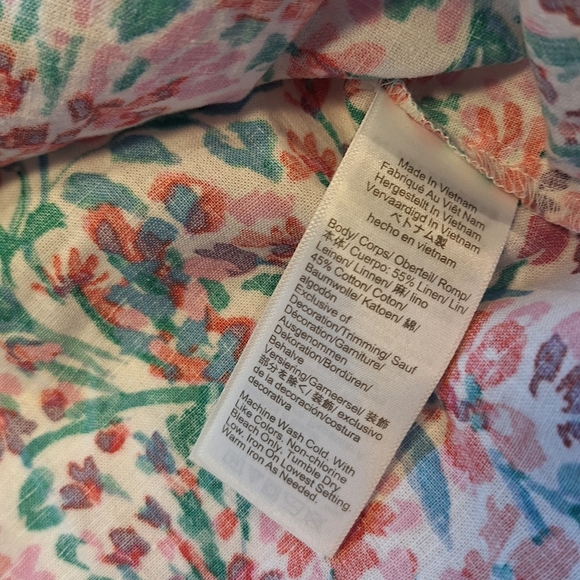 Made In Vietnam
Fabriqué Au Viêt Nam
Hergestellt In Vietnam
Vervaardigd In Vietnam
ベトナム製
hecho en vietnam
Body/ Corps/ Oberteil/ Romp/
本体/ Cuerpo: 55% Linen/ Lin/
Leinen/ Linnen/ 麻/ lino
45% Cotton/ Coton/
Baumwolle/ Katoen/ 綿/
algodón
Exclusive of
Decoration/Trimming/ Sauf
Décoration/Garniture/
Ausgenommen
Dekoration/Bordüren/
Behalve
Versiering/Garneersel/ 装飾
部分を除く/ 装飾/ exclusivo
de la decoración/costura
decorativa
Machine Wash Cold, With
Like Colors, Non-chlorine
Bleach Only, Tumble Dry
Low, Iron On Lowest Setting
Warm Iron As Needed.